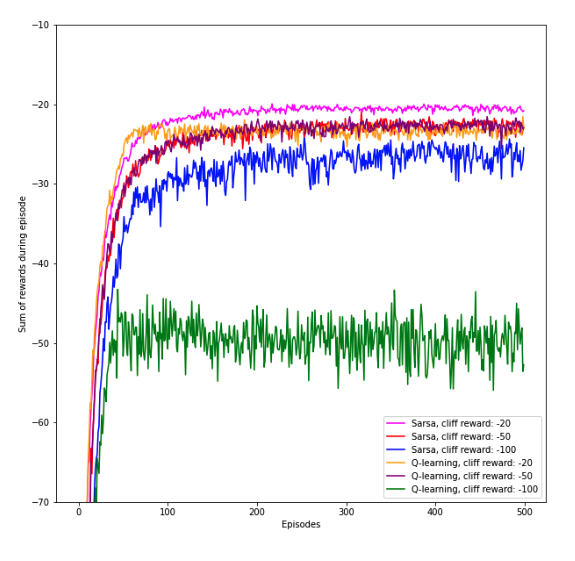 −10
−20
−30
−40
−50
−60
−70
Sum of rewards during episode
0
100
200
300
400
500
Episodes
Sarsa, cliff reward: -20
Sarsa, cliff reward: -50
Sarsa, cliff reward: -100
Q-learning, cliff reward: -20
Q-learning, cliff reward: -50
Q-learning, cliff reward: -100